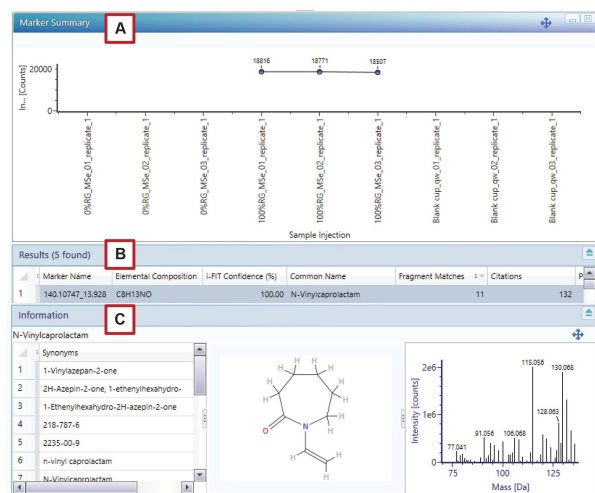 Marker Summary
A
20000
0
In... [Counts]
18816
18771
18507
0%RG_MSe_01_replicate_1
0%RG_MSe_02_replicate_1
0%RG_MSe_03_replicate_1
100%RG_MSe_01_replicate_1
100%RG_MSe_02_replicate_1
100%RG_MSe_03_replicate_1
Blank cup_qw_01_replicate_1
Blank cup_qw_02_replicate_1
Blank cup_qw_03_replicate_1
Sample Injection
Results (5 found)
B
Marker Name Elemental Composition i-FIT Confidence (%) Common Name Fragment Matches 1 Citations P
1 140.10747_13.928 C8H13NO 100.00 N-Vinylcaprolactam 11 132
Information
C
N-Vinylcaprolactam
Synonyms
1 1-Vinylazepan-2-one
2 2H-Azepin-2-one, 1-ethenylhexahydro-
3 1-Ethenylhexahydro-2H-azepin-2-one
4 218-787-6
5 2235-00-9
6 n-vinyl caprolactam
7 N-Vinylcaprolactam
H H H H
H H
H H
H
H
O N
H
H
H
Intensity [Counts]
2e6
1e6
0
77.041
91.056
106.068
115.056
128.063
130.068
75 100 125
Mass [Da]